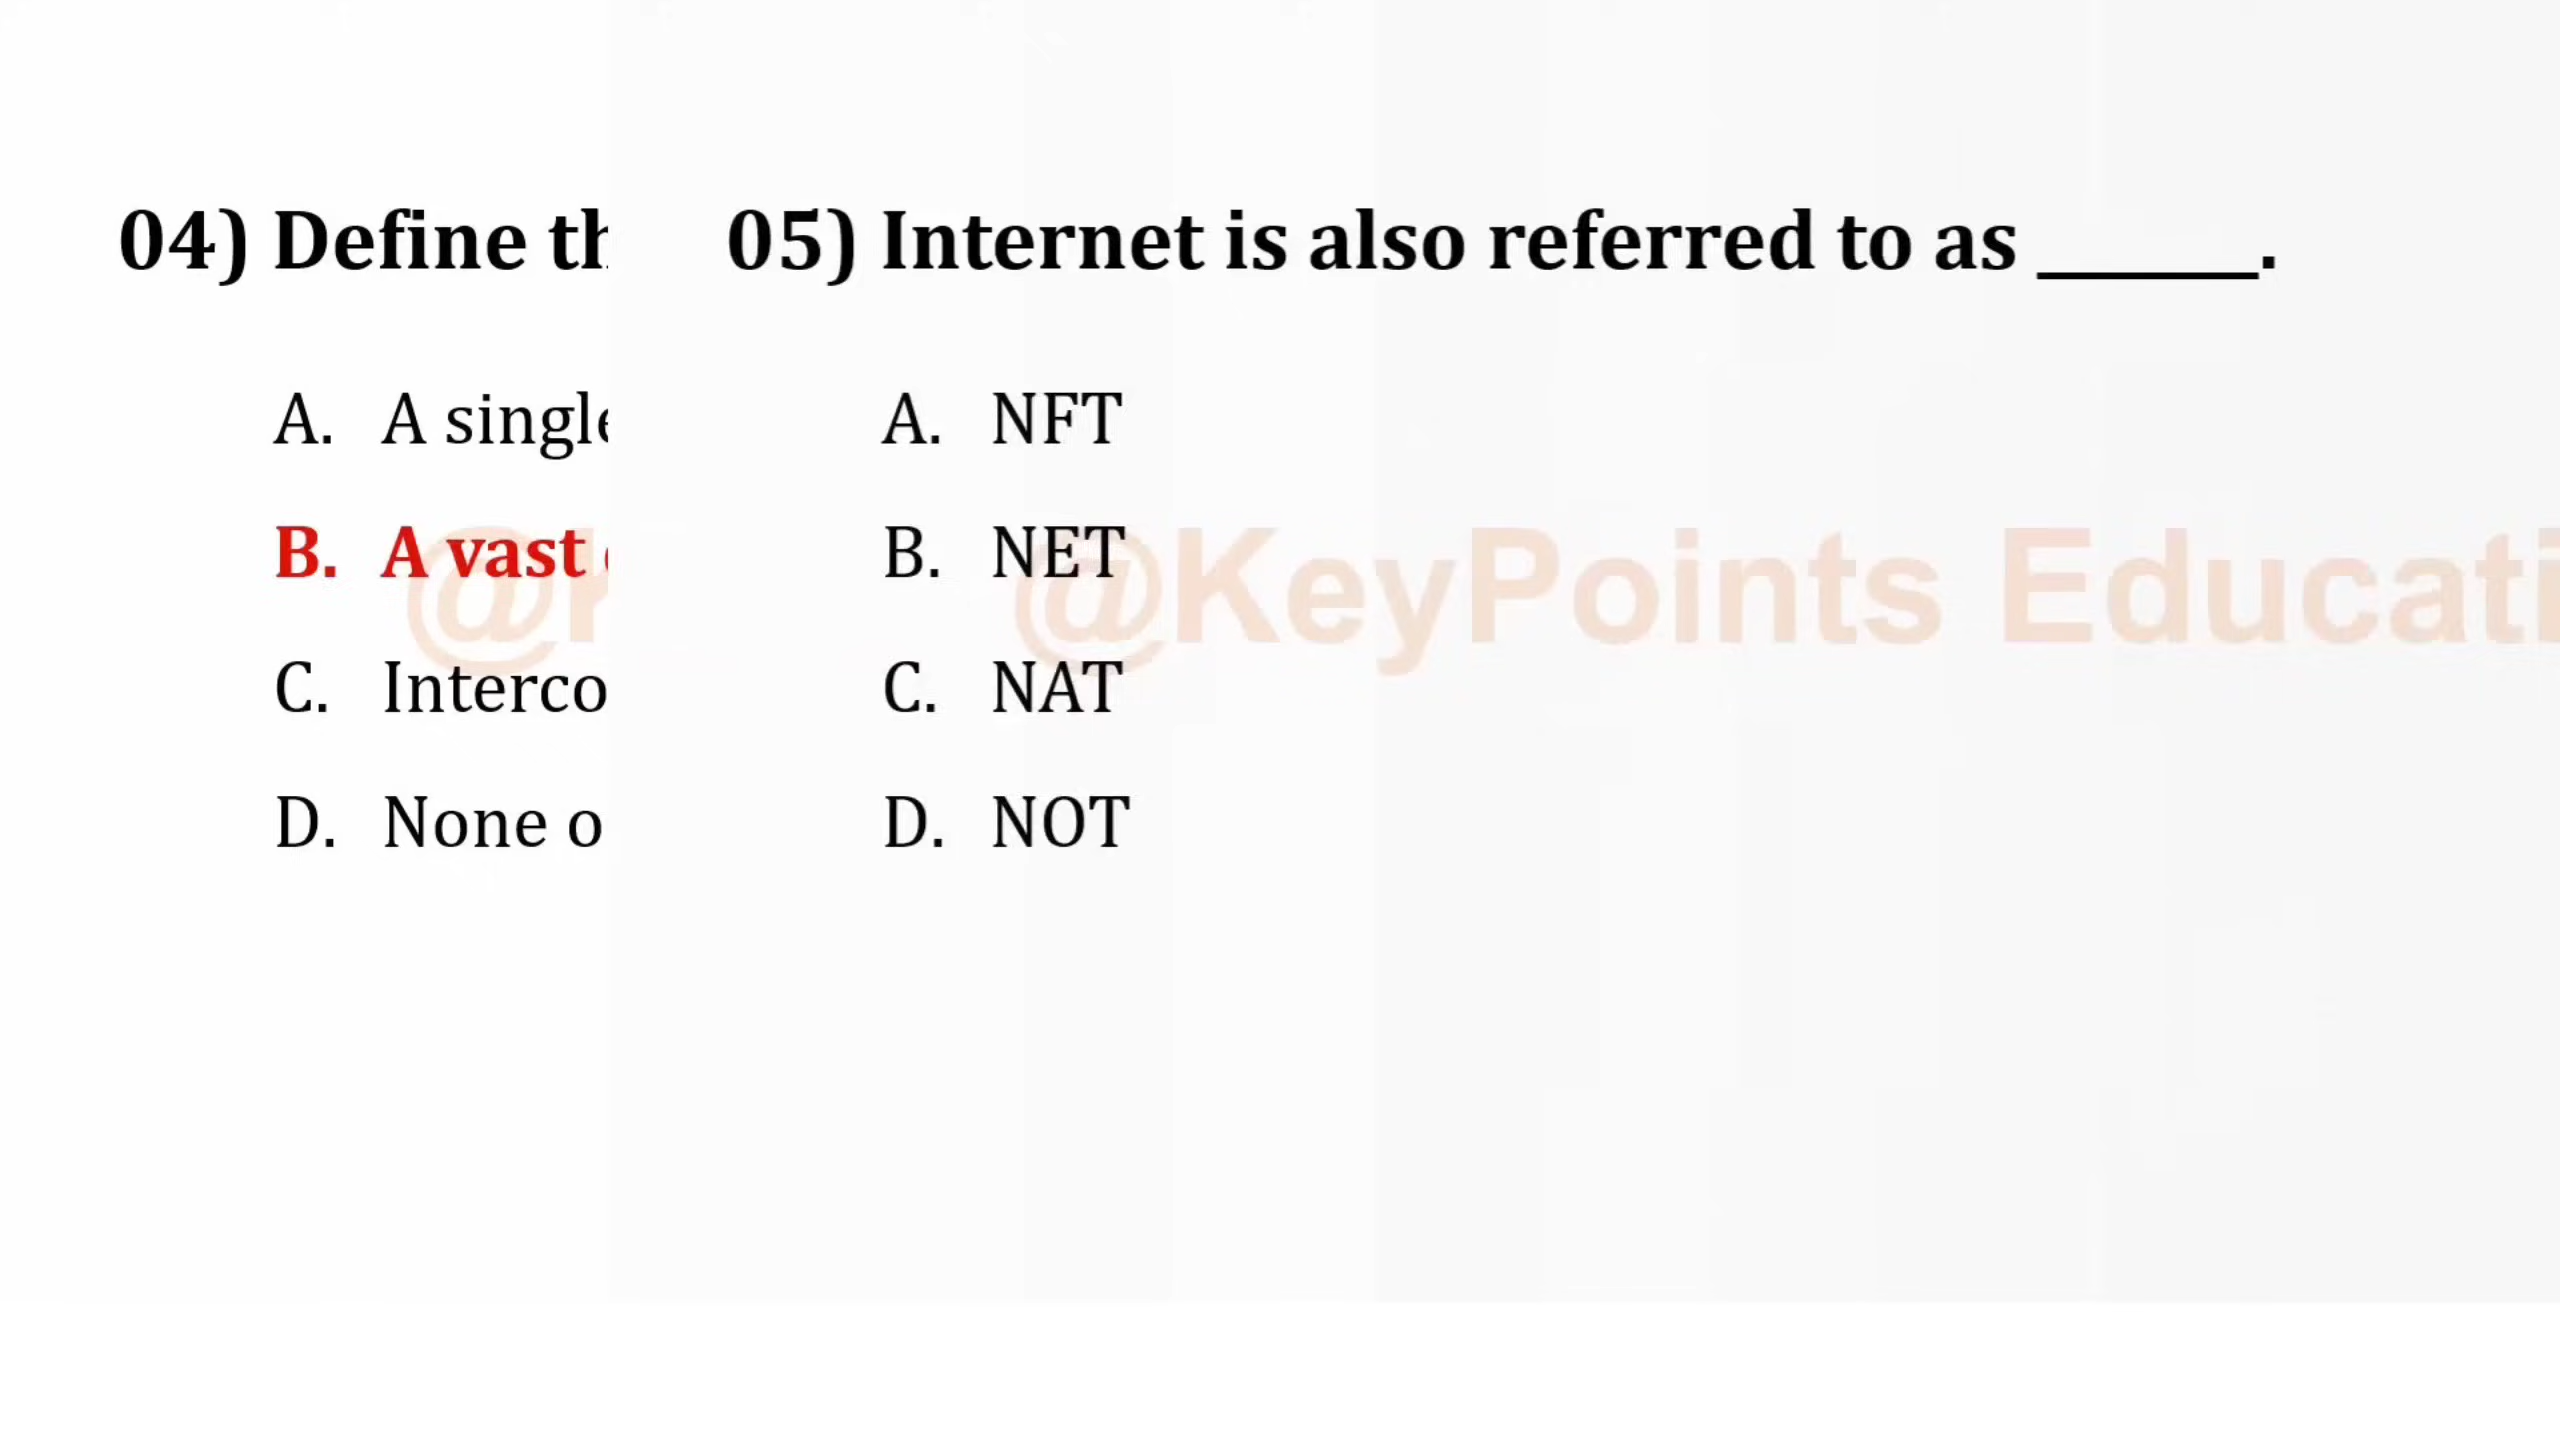 04) Define th
A. A single
B. A vast
C. Interco
D. None o
05) Internet is also referred to as ______.
A. NFT
B. NET
C. NAT
D. NOT
@K
@KeyPoints Educati